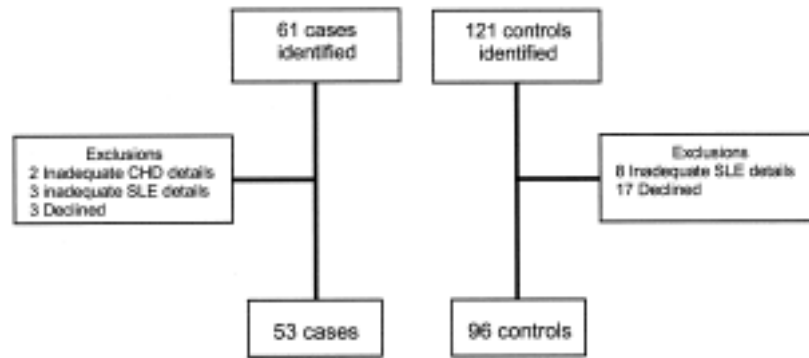 61 cases
identified
121 controls
identified
Exclusions
2 Inadequate CHD details
3 inadequate SLE details
3 Declined
Exclusions
8 Inadequate SLE details
17 Declined
53 cases
96 controls